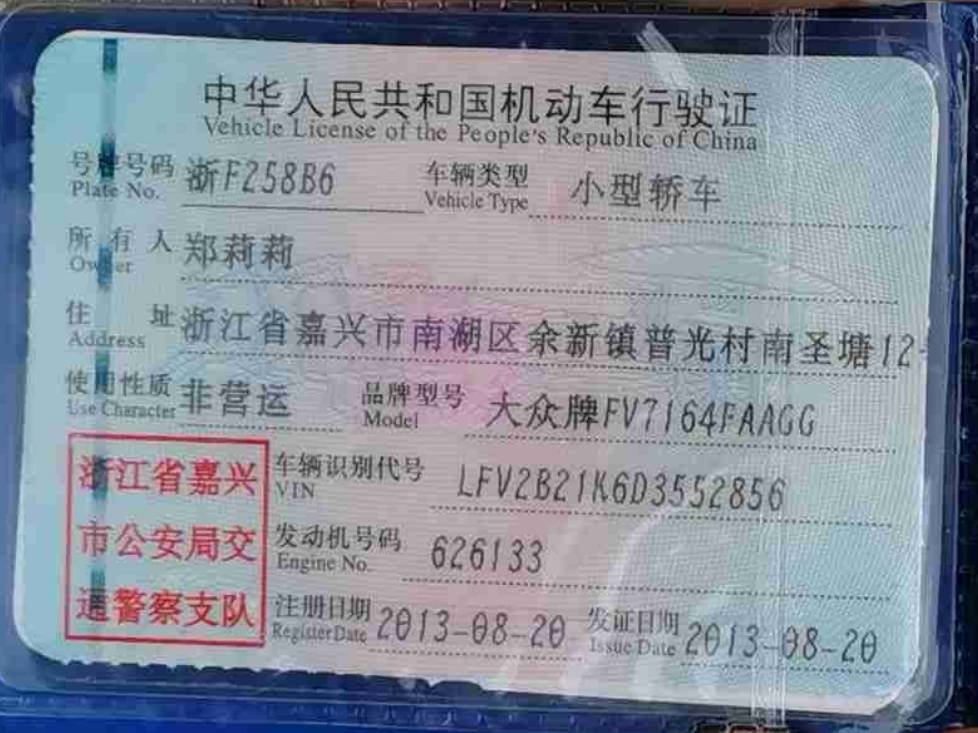 中华人民共和国机动车行驶证
Vehicle License of the People's Republic of China
号牌号码 浙F258B6 车辆类型 小型轿车
Plate No. Vehicle Type
所有人 郑莉莉
Owner
住址 浙江省嘉兴市南湖区余新镇普光村南圣塘12-
Address
使用性质 非营运 品牌型号 大众牌FV7164FAAGG
Use Character Model
浙江省嘉兴
市公安局交
通警察支队
车辆识别代号 LFV2B21K6D3552856
VIN
发动机号码 626133
Engine No.
注册日期 2013-08-20 发证日期 2013-08-20
Register Date Issue Date